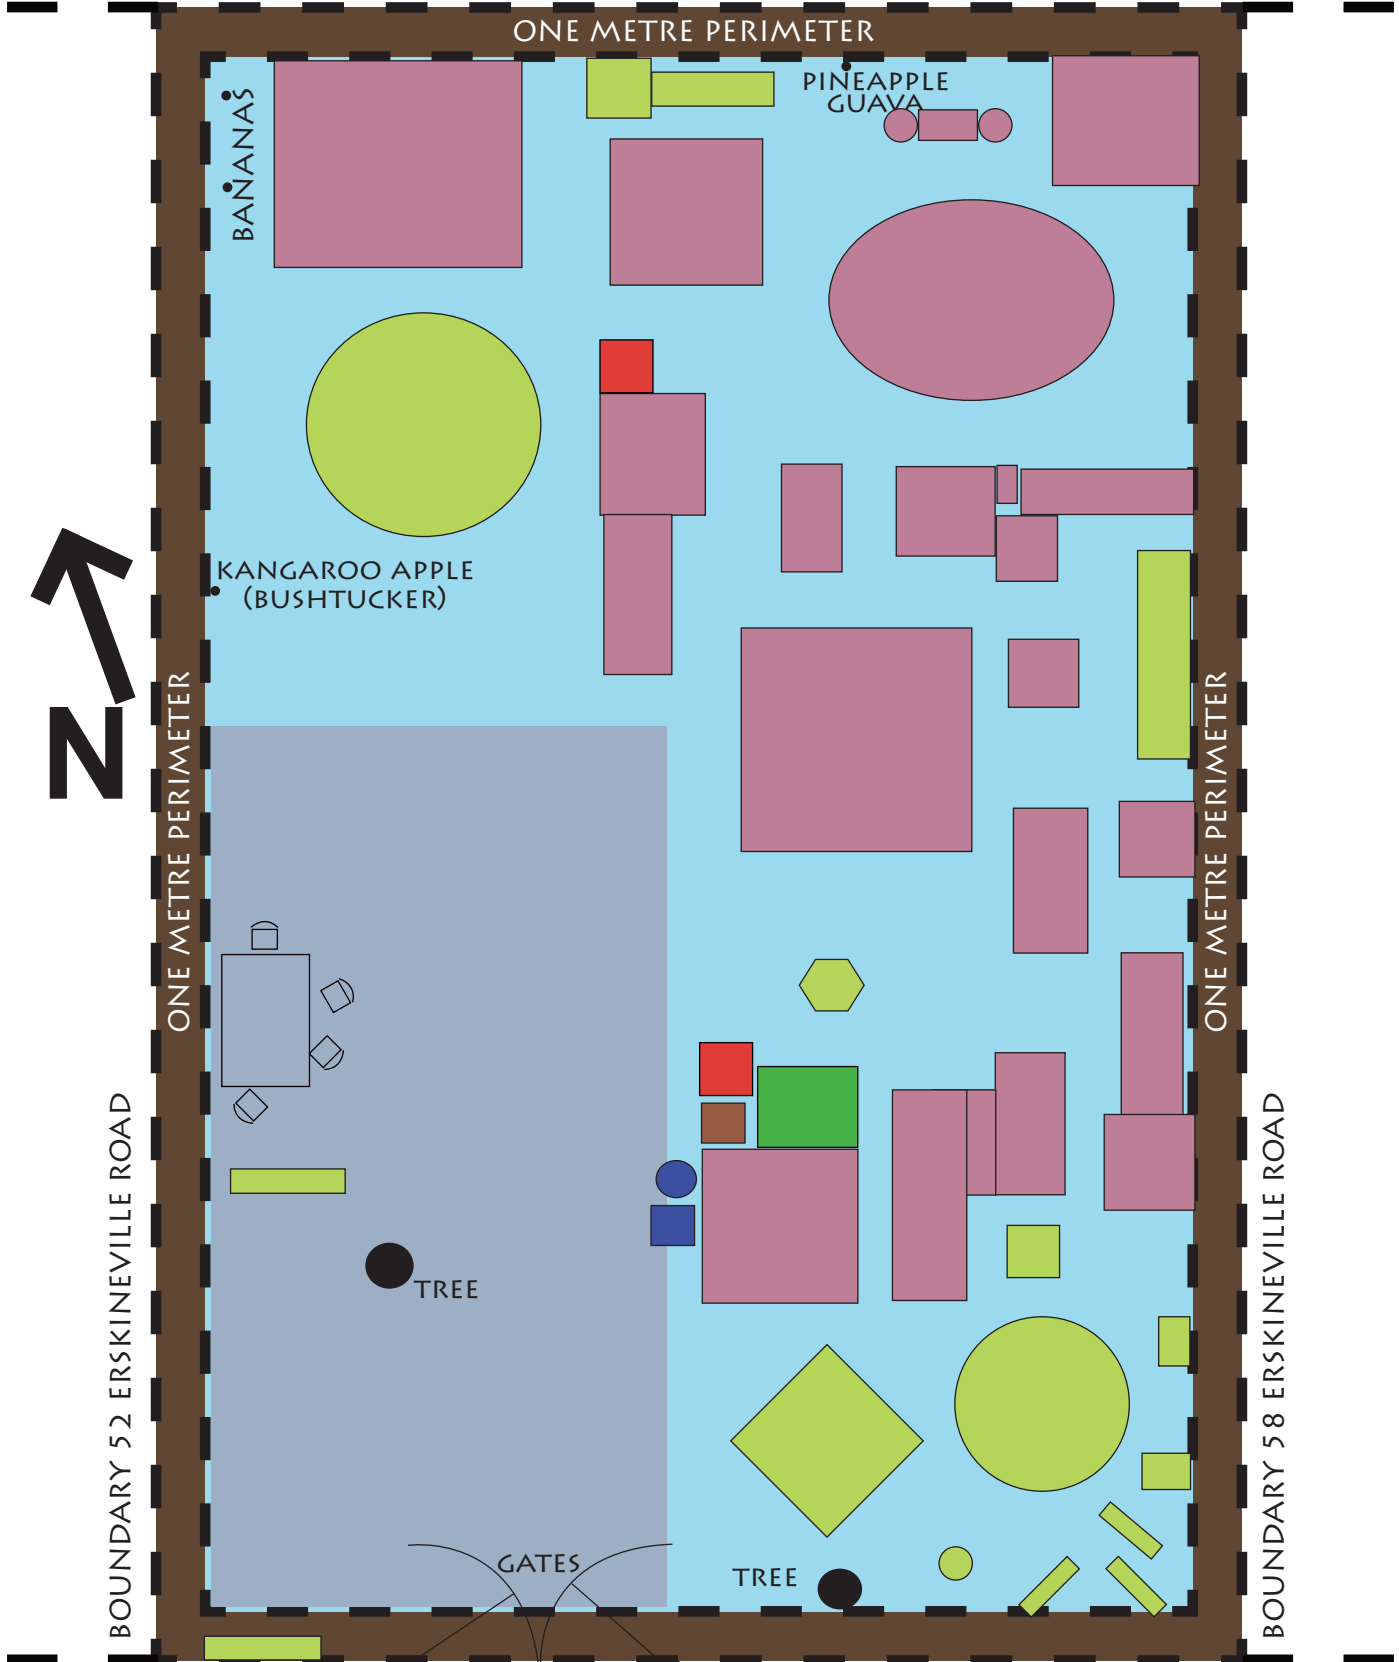 ONE METRE PERIMETER
PINEAPPLE
GUAVA
BANANAS
KANGAROO APPLE
(BUSHTUCKER)
N
ONE METRE PERIMETER
ONE METRE PERIMETER
BOUNDARY 52 ERSKINEVILLE ROAD
BOUNDARY 58 ERSKINEVILLE ROAD
TREE
GATES
TREE